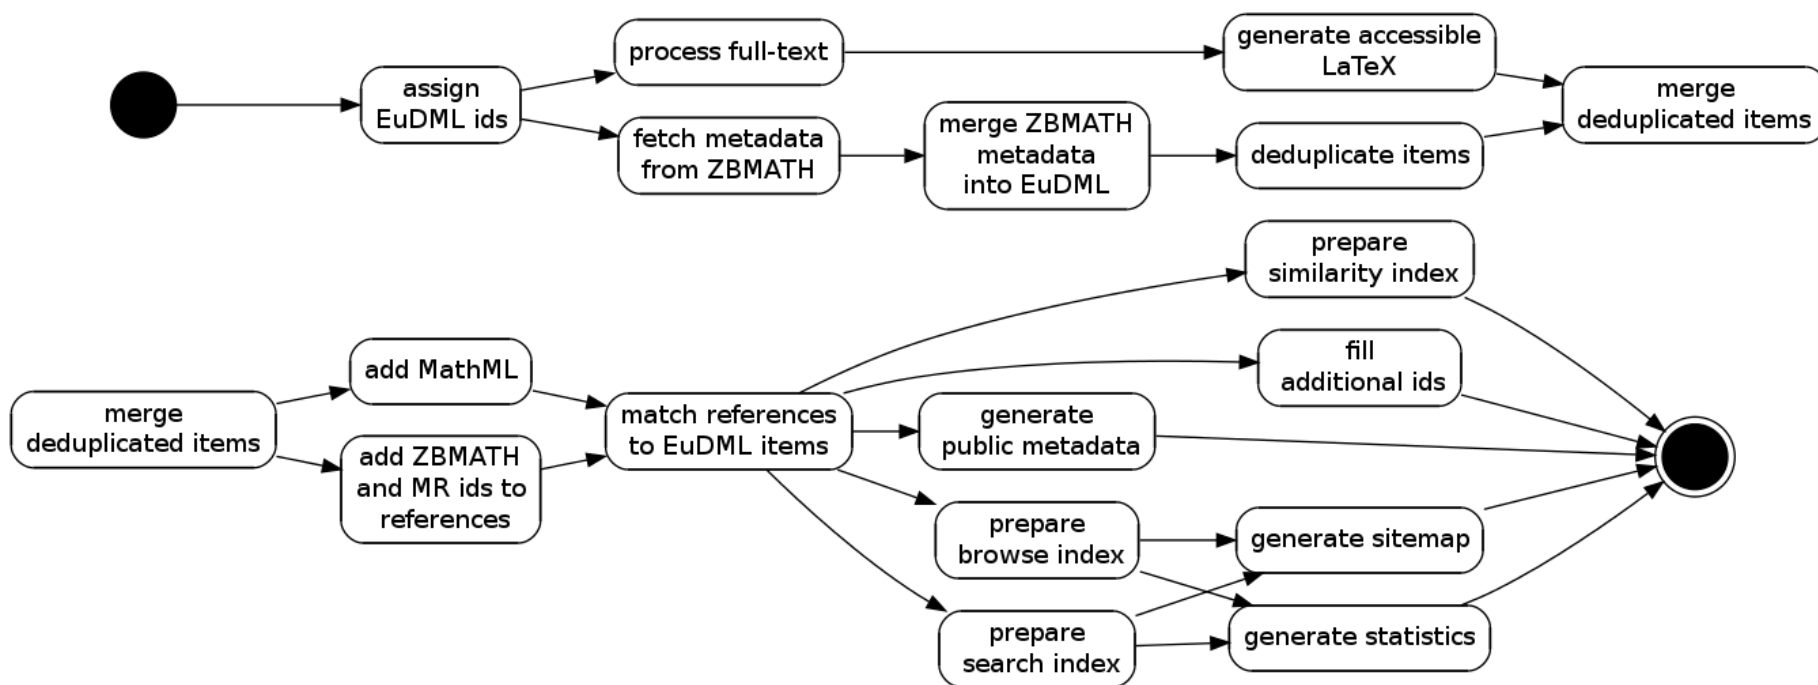 process full-text
generate accessible
LaTeX
assign
EuDML ids
merge
deduplicated items
fetch metadata
from ZBMATH
merge ZBMATH
metadata
into EuDML
deduplicate items
prepare
similarity index
fill
additional ids
add MathML
merge
deduplicated items
match references
to EuDML items
generate
public metadata
add ZBMATH
and MR ids to
references
prepare
browse index
generate sitemap
prepare
search index
generate statistics